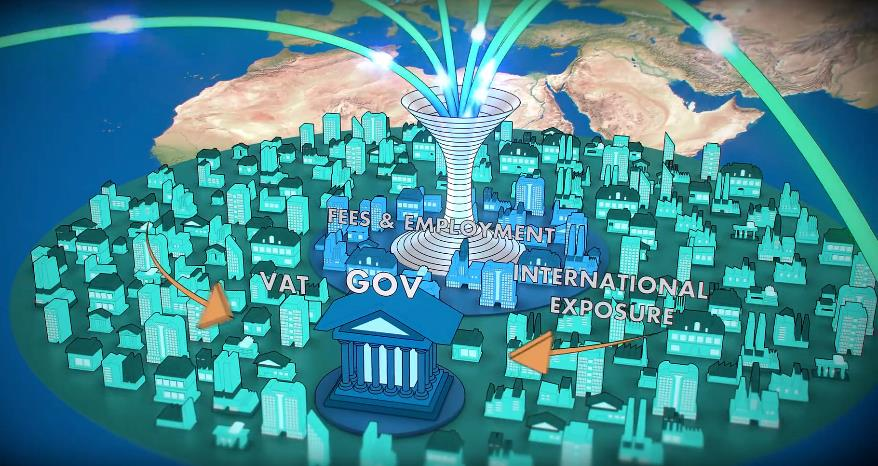 FEES & EMPLOYMENT
VAT
GOV
INTERNATIONAL
EXPOSURE